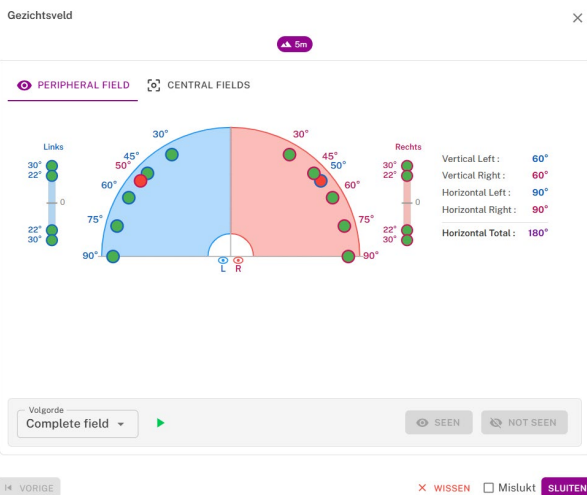 Gezichtsveld
5m
PERIPHERAL FIELD
CENTRAL FIELDS
Links
30°
22°
0
22°
30°
30°
45°
50°
60°
75°
90°
L R
30°
45°
50°
60°
75°
90°
Rechts
30°
22°
0
22°
30°
Vertical Left : 60°
Vertical Right : 60°
Horizontal Left : 90°
Horizontal Right : 90°
Horizontal Total : 180°
Volgorde
Complete field
SEEN
NOT SEEN
VORIGE
WISSEN
Mislukt
SLUITEN